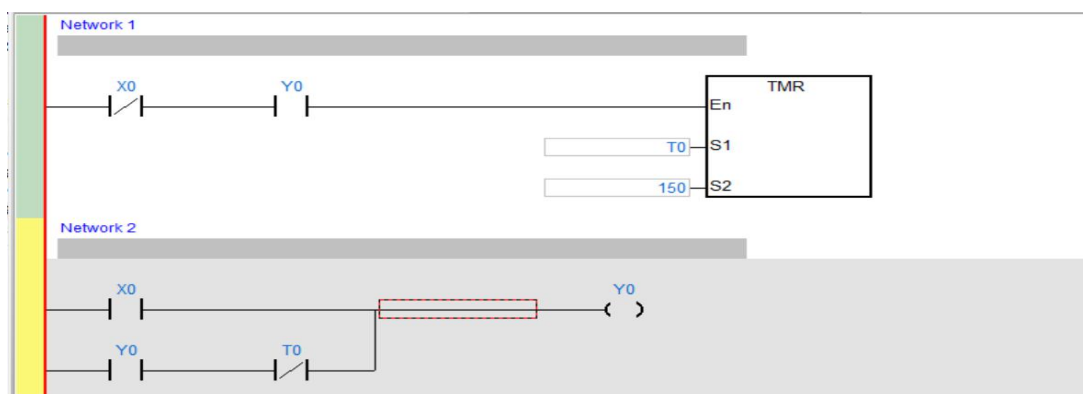 Network 1
X0 Y0 TMR
En
T0 S1
150 S2
Network 2
X0 Y0
Y0 T0